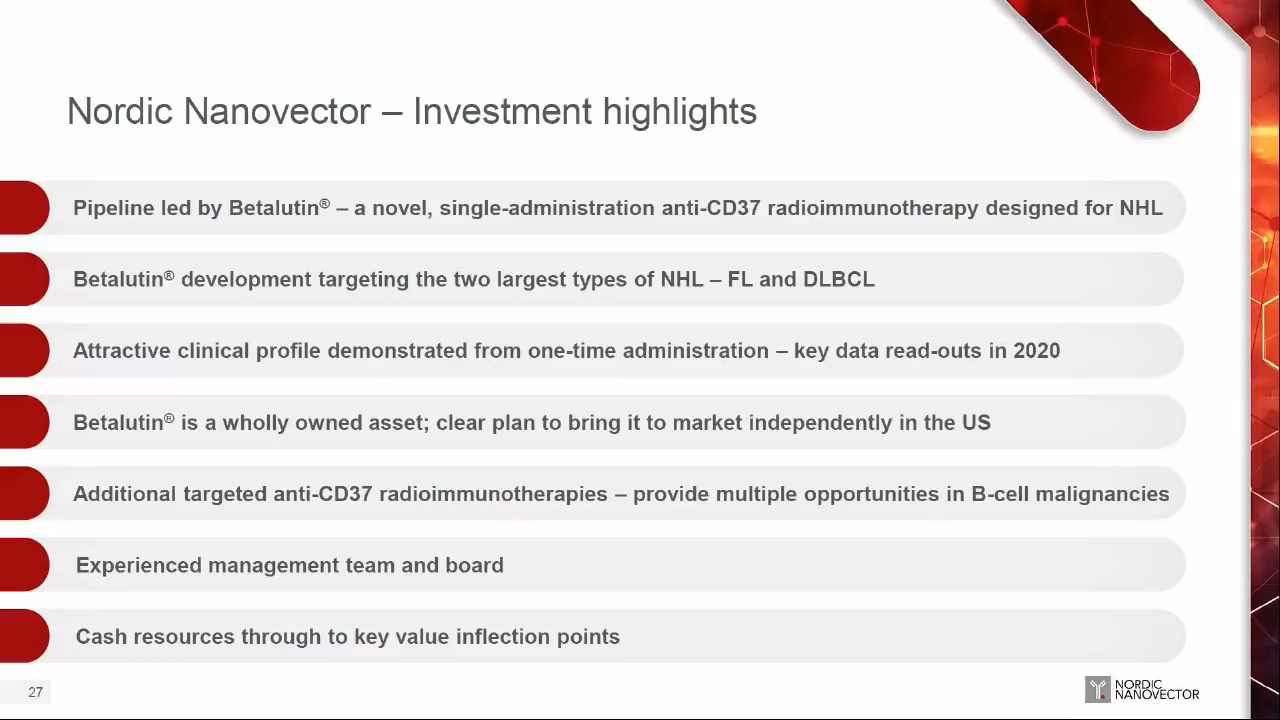 Nordic Nanovector – Investment highlights
Pipeline led by Betalutin® – a novel, single-administration anti-CD37 radioimmunotherapy designed for NHL
Betalutin® development targeting the two largest types of NHL – FL and DLBCL
Attractive clinical profile demonstrated from one-time administration – key data read-outs in 2020
Betalutin® is a wholly owned asset; clear plan to bring it to market independently in the US
Additional targeted anti-CD37 radioimmunotherapies – provide multiple opportunities in B-cell malignancies
Experienced management team and board
Cash resources through to key value inflection points
27
NORDIC
NANOVECTOR